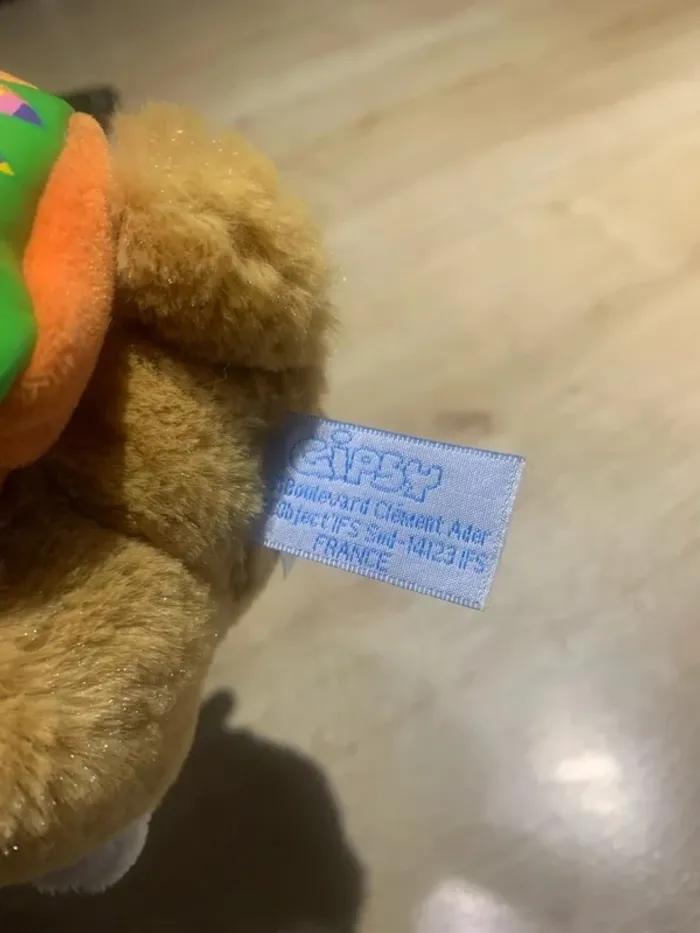 GiPSY
Boulevard Clément Ader
Object'IFS Sud-14123 IFS
FRANCE